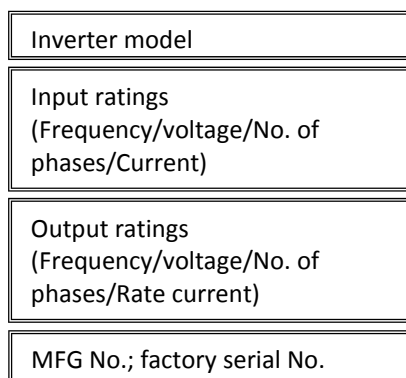 Inverter model
Input ratings
(Frequency/voltage/No. of
phases/Current)
Output ratings
(Frequency/voltage/No. of
phases/Rate current)
MFG No.; factory serial No.